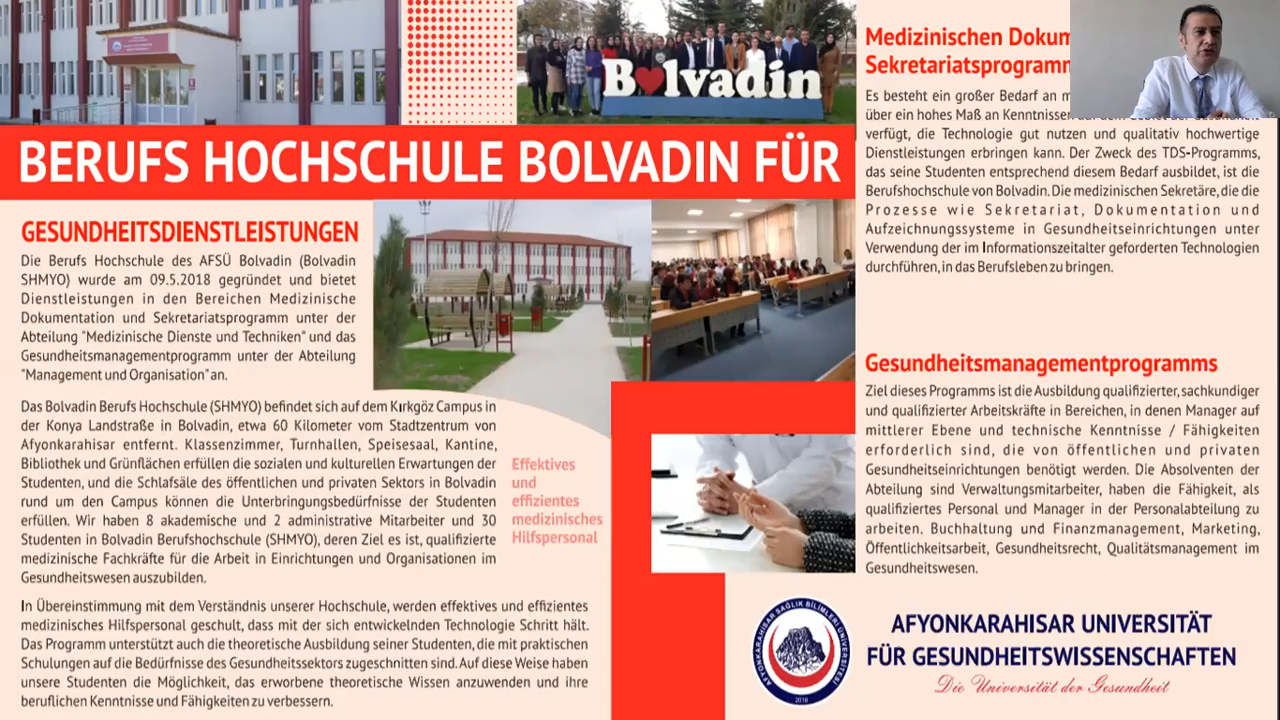 Bolvadin
BERUFS HOCHSCHULE BOLVADIN FÜR
GESUNDHEITSDIENSTLEISTUNGEN
Die Berufs Hochschule des AFSÜ Bolvadin (Bolvadin
SHMYO) wurde am 09.5.2018 gegründet und bietet
Dienstleistungen in den Bereichen Medizinische
Dokumentation und Sekretariatsprogramm unter der
Abteilung "Medizinische Dienste und Techniken" und das
Gesundheitsmanagementprogramm unter der Abteilung
"Management und Organisation" an.
Das Bolvadin Berufs Hochschule (SHMYO) befindet sich auf dem Kırkgöz Campus in
der Konya Landstraße in Bolvadin, etwa 60 Kilometer vom Stadtzentrum von
Afyonkarahisar entfernt. Klassenzimmer, Turnhallen, Speisesaal, Kantine,
Bibliothek und Grünflächen erfüllen die sozialen und kulturellen Erwartungen der
Studenten, und die Schlafsäle des öffentlichen und privaten Sektors in Bolvadin
rund um den Campus können die Unterbringungsbedürfnisse der Studenten
erfüllen. Wir haben 8 akademische und 2 administrative Mitarbeiter und 30
Studenten in Bolvadin Berufshochschule (SHMYO), deren Ziel es ist, qualifizierte
medizinische Fachkräfte für die Arbeit in Einrichtungen und Organisationen im
Gesundheitswesen auszubilden.
Effektives
und
effizientes
medizinisches
Hilfspersonal
In Übereinstimmung mit dem Verständnis unserer Hochschule, werden effektives und effizientes
medizinisches Hilfspersonal geschult, dass mit der sich entwickelnden Technologie Schritt hält.
Das Programm unterstützt auch die theoretische Ausbildung seiner Studenten, die mit praktischen
Schulungen auf die Bedürfnisse des Gesundheitssektors zugeschnitten sind. Auf diese Weise haben
unsere Studenten die Möglichkeit, das erworbene theoretische Wissen anzuwenden und ihre
beruflichen Kenntnisse und Fähigkeiten zu verbessern.
Medizinischen Dokum
Sekretariatsprogramm
Es besteht ein großer Bedarf an m
über ein hohes Maß an Kenntnissen
verfügt, die Technologie gut nutzen und qualitativ hochwertige
Dienstleistungen erbringen kann. Der Zweck des TDS-Programms,
das seine Studenten entsprechend diesem Bedarf ausbildet, ist die
Berufshochschule von Bolvadin. Die medizinischen Sekretäre, die die
Prozesse wie Sekretariat, Dokumentation und
Aufzeichnungssysteme in Gesundheitseinrichtungen unter
Verwendung der im Informationszeitalter geforderten Technologien
durchführen, in das Berufsleben zu bringen.
Gesundheitsmanagementprogramms
Ziel dieses Programms ist die Ausbildung qualifizierter, sachkundiger
und qualifizierter Arbeitskräfte in Bereichen, in denen Manager auf
mittlerer Ebene und technische Kenntnisse / Fähigkeiten
erforderlich sind, die von öffentlichen und privaten
Gesundheitseinrichtungen benötigt werden. Die Absolventen der
Abteilung sind Verwaltungsmitarbeiter, haben die Fähigkeit, als
qualifiziertes Personal und Manager in der Personalabteilung zu
arbeiten. Buchhaltung und Finanzmanagement, Marketing,
Öffentlichkeitsarbeit, Gesundheitsrecht, Qualitätsmanagement im
Gesundheitswesen.
AFYONKARAHİSAR SAĞLIK BİLİMLERİ ÜNİVERSİTESİ
2018
AFYONKARAHISAR UNIVERSITÄT
FÜR GESUNDHEITSWISSENSCHAFTEN
Die Universität der Gesundheit